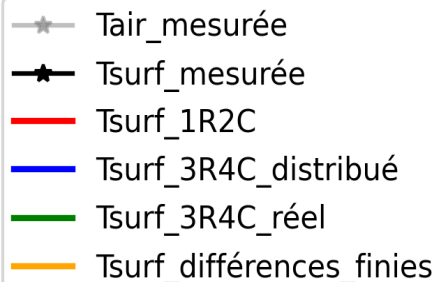 Tair_mesurée
Tsurf_mesurée
Tsurf_1R2C
Tsurf_3R4C_distribué
Tsurf_3R4C_réel
Tsurf_différences_finies